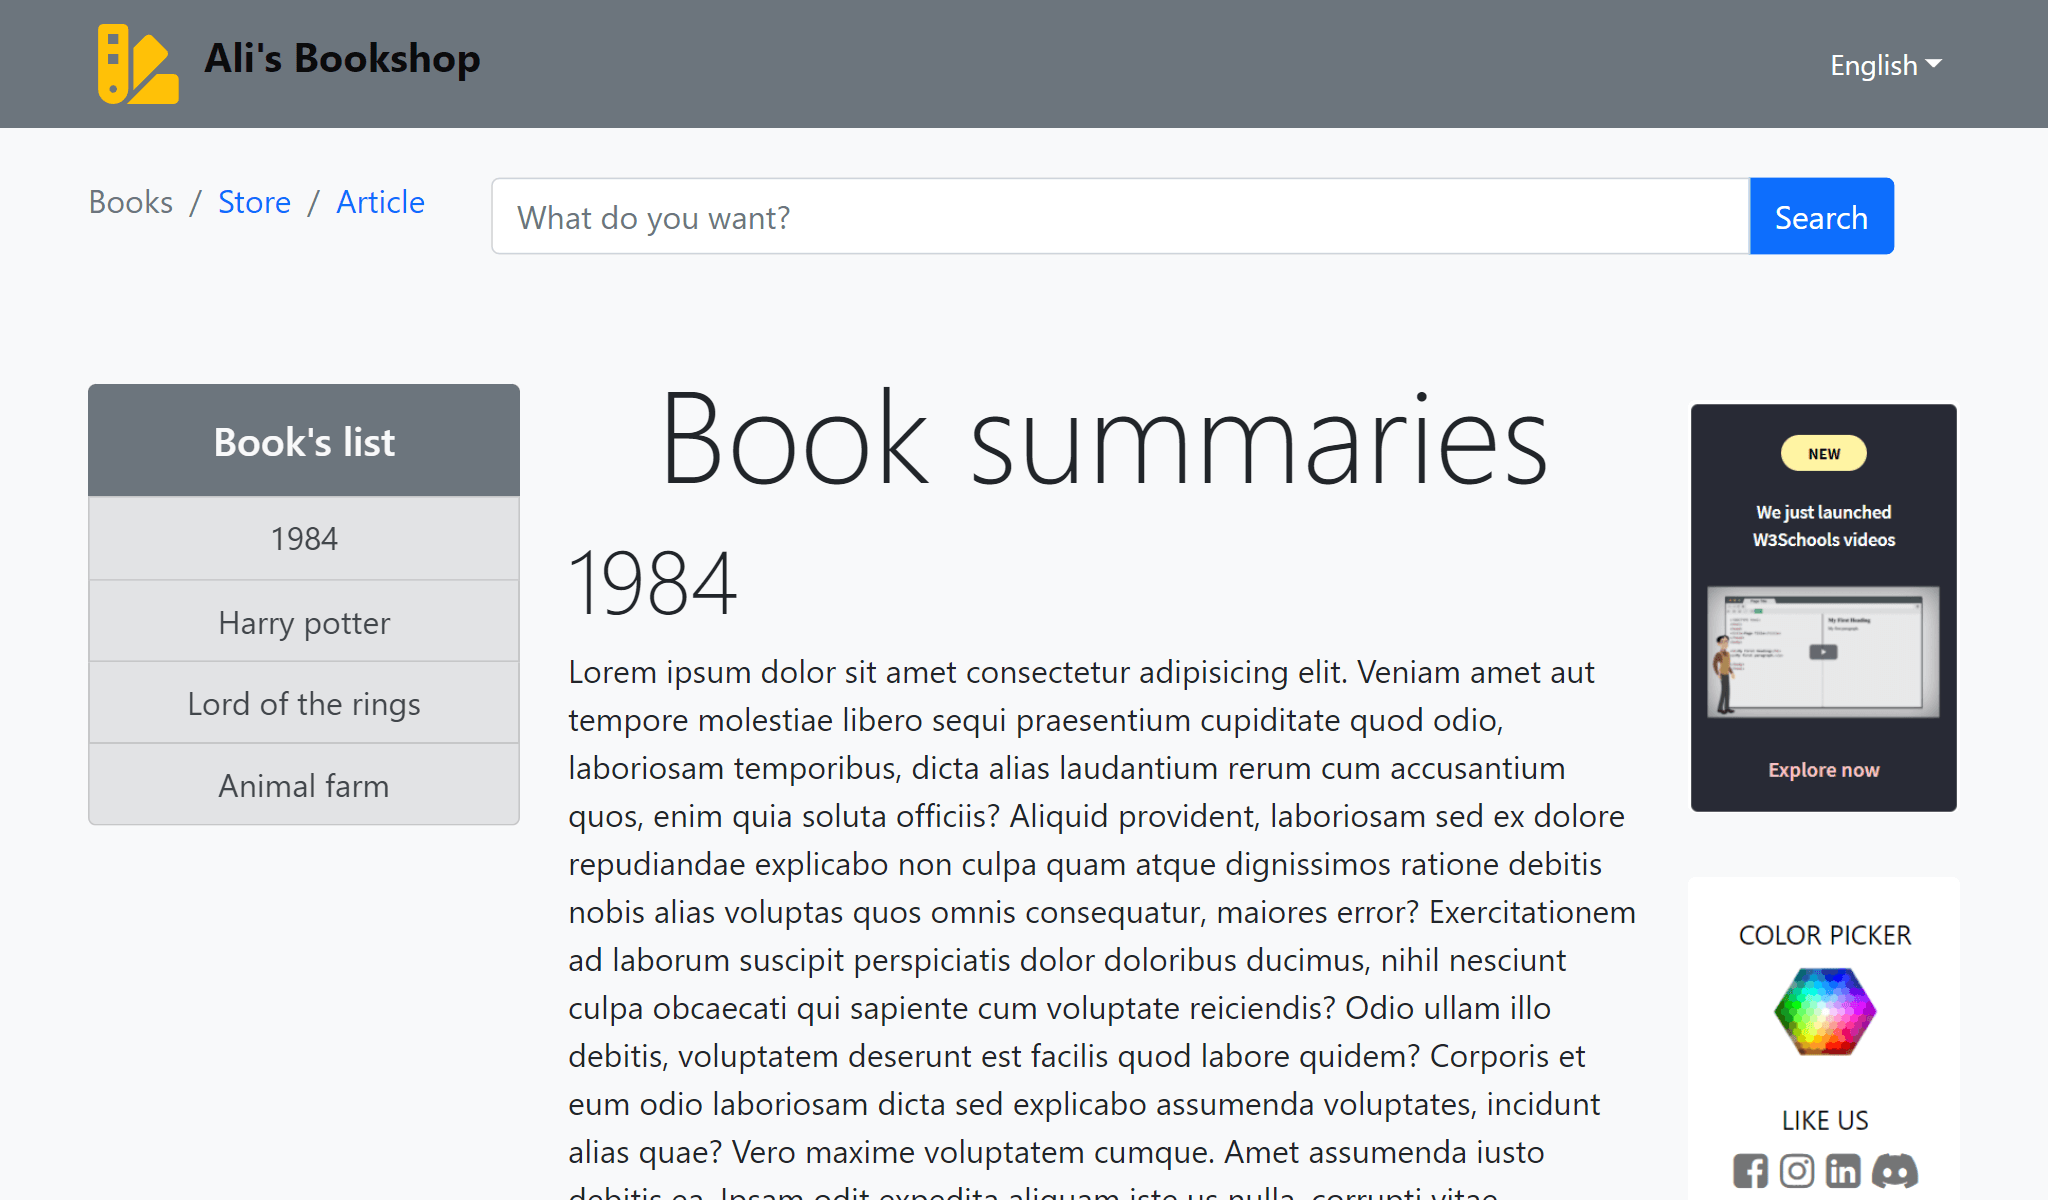 Ali's Bookshop
English
Books / Store / Article
What do you want?
Search
Book's list
1984
Harry potter
Lord of the rings
Animal farm
Book summaries
1984
Lorem ipsum dolor sit amet consectetur adipisicing elit. Veniam amet aut
tempore molestiae libero sequi praesentium cupiditate quod odio,
laboriosam temporibus, dicta alias laudantium rerum cum accusantium
quos, enim quia soluta officiis? Aliquid provident, laboriosam sed ex dolore
repudiandae explicabo non culpa quam atque dignissimos ratione debitis
nobis alias voluptas quos omnis consequatur, maiores error? Exercitationem
ad laborum suscipit perspiciatis dolor doloribus ducimus, nihil nesciunt
culpa obcaecati qui sapiente cum voluptate reiciendis? Odio ullam illo
debitis, voluptatem deserunt est facilis quod labore quidem? Corporis et
eum odio laboriosam dicta sed explicabo assumenda voluptates, incidunt
alias quae? Vero maxime voluptatem cumque. Amet assumenda iusto
NEW
We just launched
W3Schools videos
My First Heading
Explore now
COLOR PICKER
LIKE US